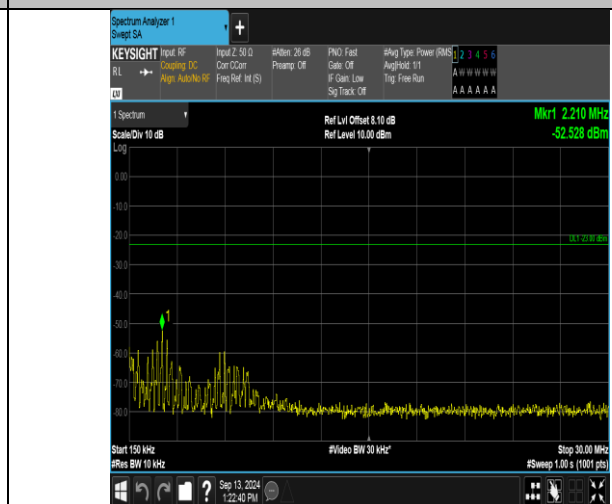 Spectrum Analyzer 1
Swept SA
+
KEYSIGHT
RL
LXI
Input: RF
Coupling: DC
Align: Auto/No RF
Input Z: 50 Ω
Corr CCorr
Freq Ref: Int (S)
#Atten: 26 dB
Preamp: Off
PNO: Fast
Gate: Off
IF Gain: Low
Sig Track: Off
#Avg Type: Power (RMS
Avg|Hold: 1/1
Trig: Free Run
1 2 3 4 5 6
A W W W W W
A A A A A A
1 Spectrum
Scale/Div 10 dB
Log
Ref Lvl Offset 8.10 dB
Ref Level 10.00 dBm
Mkr1 2.210 MHz
-52.528 dBm
0.00
-10.0
-20.0
DL1 -23.00 dBm
-30.0
-40.0
-50.0
1
-60.0
-70.0
-80.0
Start 150 kHz
#Video BW 30 kHz*
Stop 30.00 MHz
#Res BW 10 kHz
#Sweep 1.00 s (1001 pts)
?
Sep 13, 2024
1:22:40 PM